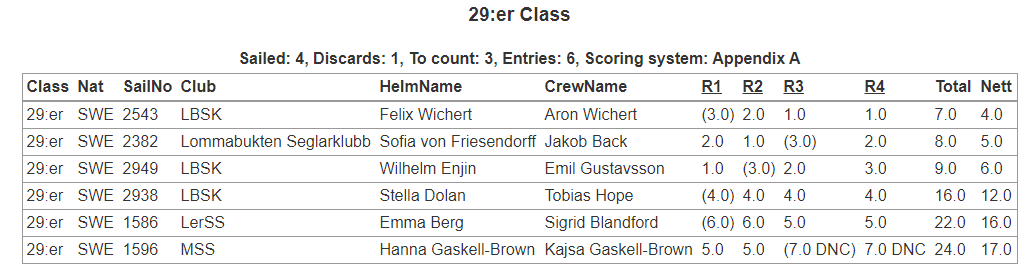 29:er Class
Sailed: 4, Discards: 1, To count: 3, Entries: 6, Scoring system: Appendix A
Class Nat SailNo Club HelmName CrewName R1 R2 R3 R4 Total Nett
29:er SWE 2543 LBSK Felix Wichert Aron Wichert (3.0) 2.0 1.0 1.0 7.0 4.0
29:er SWE 2382 Lommabukten Seglarklubb Sofia von Friesendorff Jakob Back 2.0 1.0 (3.0) 2.0 8.0 5.0
29:er SWE 2949 LBSK Wilhelm Enjin Emil Gustavsson 1.0 (3.0) 2.0 3.0 9.0 6.0
29:er SWE 2938 LBSK Stella Dolan Tobias Hope (4.0) 4.0 4.0 4.0 16.0 12.0
29:er SWE 1586 LerSS Emma Berg Sigrid Blandford (6.0) 6.0 5.0 5.0 22.0 16.0
29:er SWE 1596 MSS Hanna Gaskell-Brown Kajsa Gaskell-Brown 5.0 5.0 (7.0 DNC) 7.0 DNC 24.0 17.0